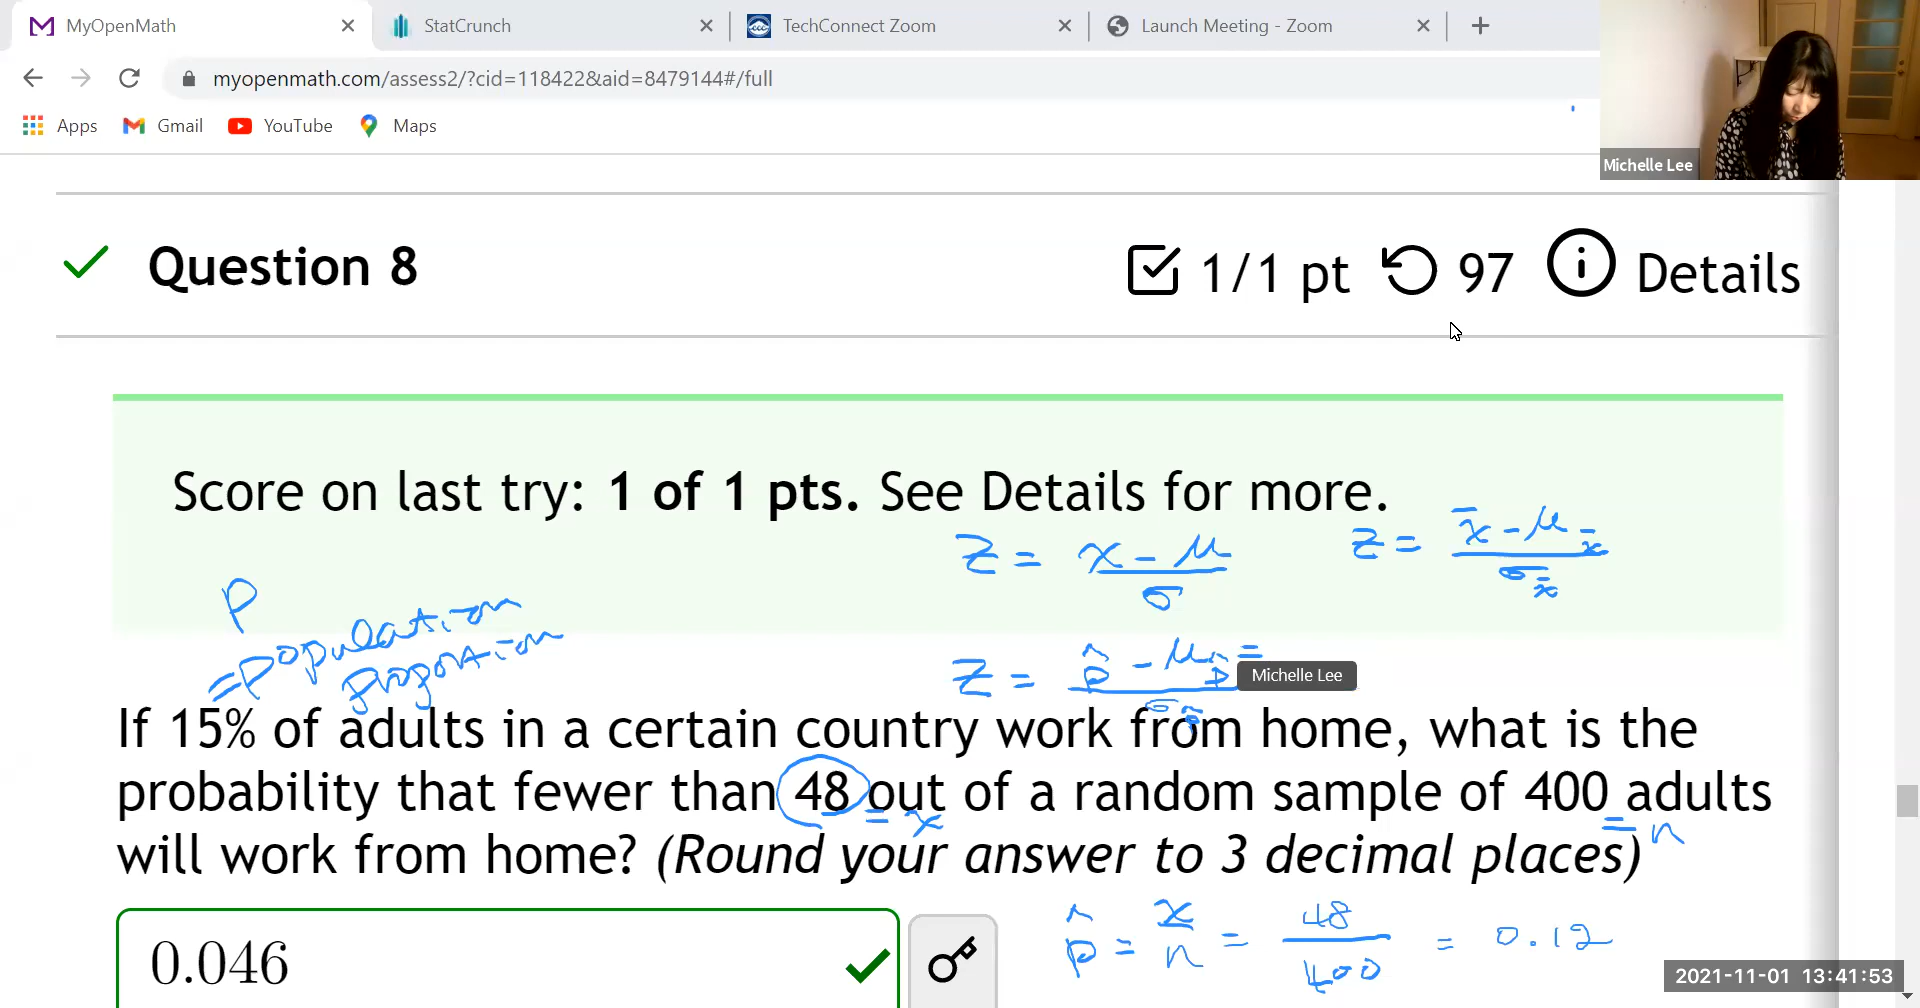 MyOpenMath
StatCrunch
TechConnect Zoom
Launch Meeting - Zoom
myopenmath.com/assess2/?cid=118422&aid=8479144#/full
Apps Gmail YouTube Maps
Michelle Lee
Question 8
1/1 pt 97 Details
Score on last try: 1 of 1 pts. See Details for more.
z = x - μ / σ
z = x̄ - μx̄ / σx̄
P
= population
proportion
z = p̂ - μp̂ = / σp̂
Michelle Lee
If 15% of adults in a certain country work from home, what is the
probability that fewer than 48 out of a random sample of 400 adults
= x
= n
will work from home? (Round your answer to 3 decimal places)
0.046
p̂ = x / n = 48 / 400 = 0.12
2021-11-01 13:41:53